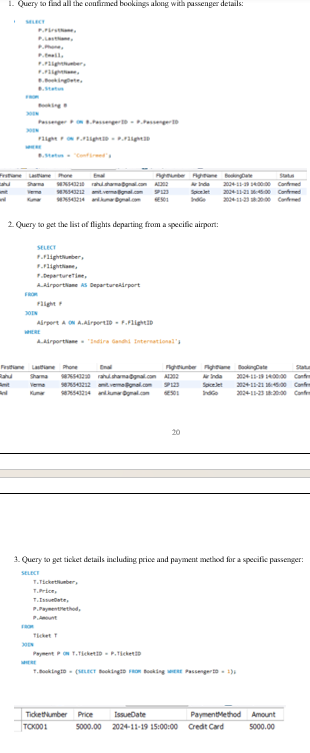 1. Query to find all the confirmed bookings along with passenger details:
SELECT
P.FirstName,
P.LastName,
P.Phone,
P.Email,
F.FlightNumber,
F.FlightName,
B.BookingDate,
B.Status
FROM
Booking B
JOIN
Passenger P ON B.PassengerID = P.PassengerID
JOIN
Flight F ON F.FlightID = F.FlightID
WHERE
B.Status = 'Confirmed';
FirstName LastName Phone Email FlightNumber FlightName BookingDate Status
Rahul Sharma 9876543210 rahul.sharma@gmail.com AI202 Air India 2024-11-19 14:00:00 Confirmed
Amit Verma 9876543212 amit.verma@gmail.com SP123 SpiceJet 2024-11-21 16:45:00 Confirmed
Anil Kumar 9876543214 anil.kumar@gmail.com 6E501 IndiGo 2024-11-23 18:20:00 Confirmed
2. Query to get the list of flights departing from a specific airport:
SELECT
F.FlightNumber,
F.FlightName,
F.DepartureTime,
A.AirportName AS DepartureAirport
FROM
Flight F
JOIN
Airport A ON A.AirportID = F.FlightID
WHERE
A.AirportName = 'Indira Gandhi International';
FirstName LastName Phone Email FlightNumber FlightName BookingDate Status
Rahul Sharma 9876543210 rahul.sharma@gmail.com AI202 Air India 2024-11-19 14:00:00 Confirm
Amit Verma 9876543212 amit.verma@gmail.com SP123 SpiceJet 2024-11-21 16:45:00 Confirm
Anil Kumar 9876543214 anil.kumar@gmail.com 6E501 IndiGo 2024-11-23 18:20:00 Confirm
20
3. Query to get ticket details including price and payment method for a specific passenger:
SELECT
T.TicketNumber,
T.Price,
T.IssueDate,
P.PaymentMethod,
P.Amount
FROM
Ticket T
JOIN
Payment P ON T.TicketID = P.TicketID
WHERE
T.BookingID = (SELECT BookingID FROM Booking WHERE PassengerID = 1);
TicketNumber Price IssueDate PaymentMethod Amount
TCK001 5000.00 2024-11-19 15:00:00 Credit Card 5000.00